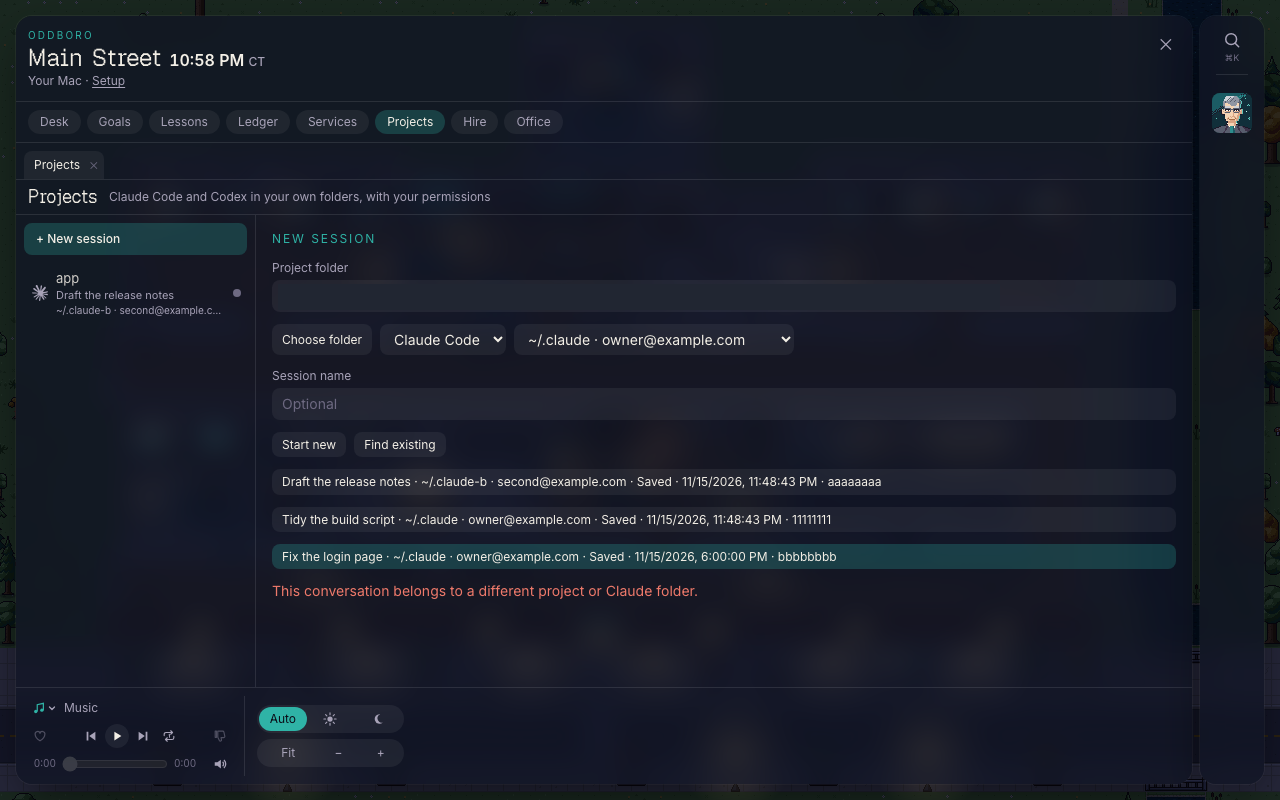 ODDBORO
Main Street 10:58 PM CT
Your Mac · Setup
⌘K
Desk Goals Lessons Ledger Services Projects Hire Office
Projects
Projects Claude Code and Codex in your own folders, with your permissions
+ New session
app
Draft the release notes
~/.claude-b · second@example.c...
NEW SESSION
Project folder
Choose folder Claude Code ~/.claude · owner@example.com
Session name
Optional
Start new Find existing
Draft the release notes · ~/.claude-b · second@example.com · Saved · 11/15/2026, 11:48:43 PM · aaaaaaaa
Tidy the build script · ~/.claude · owner@example.com · Saved · 11/15/2026, 11:48:43 PM · 11111111
Fix the login page · ~/.claude · owner@example.com · Saved · 11/15/2026, 6:00:00 PM · bbbbbbbb
This conversation belongs to a different project or Claude folder.
Music
0:00 0:00
Auto
Fit − +